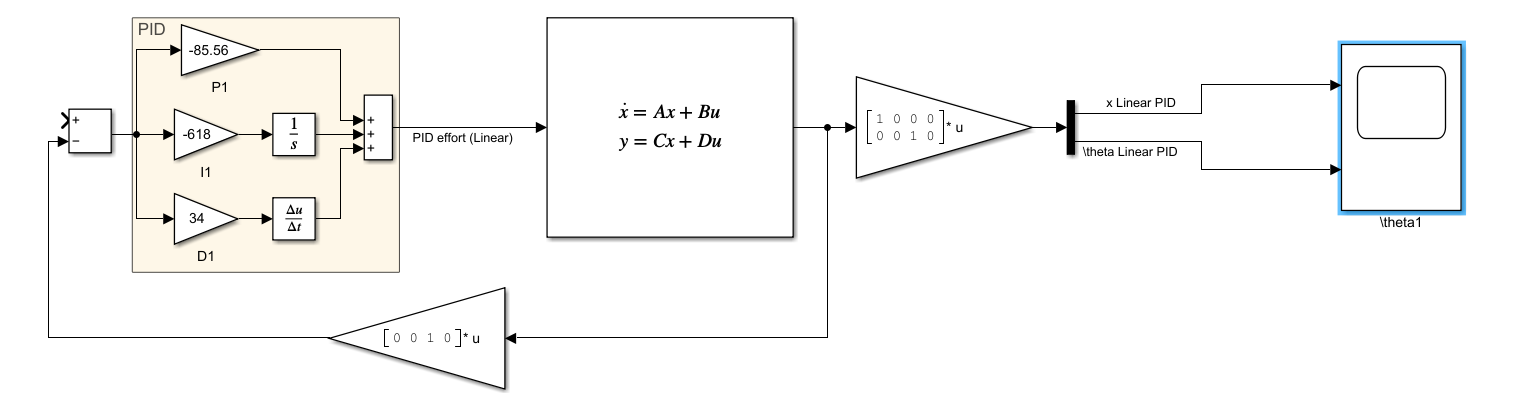 PID
-85.56
P1
+
−
-618
1
s
I1
34
Δu
Δt
D1
+
+
+
PID effort (Linear)
ẋ = Ax + Bu
y = Cx + Du
[1 0 0 0
0 0 1 0]* u
x Linear PID
\theta Linear PID
\theta1
[0 0 1 0]* u